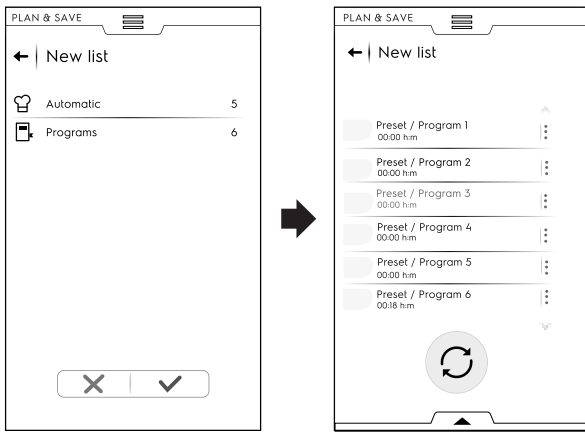 PLAN & SAVE
New list
Automatic 5
Programs 6
PLAN & SAVE
New list
Preset / Program 1
00:00 h:m
Preset / Program 2
00:00 h:m
Preset / Program 3
00:00 h:m
Preset / Program 4
00:00 h:m
Preset / Program 5
00:00 h:m
Preset / Program 6
00:18 h:m